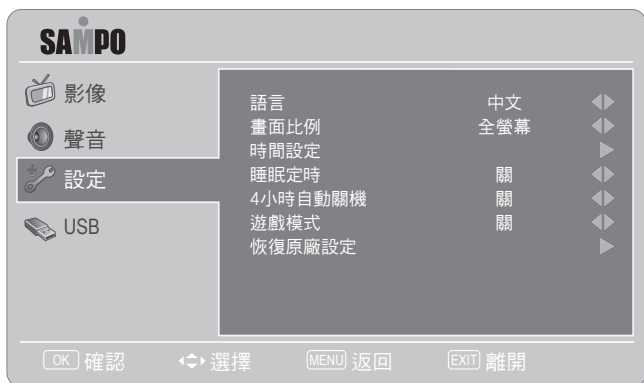 SAMPO
影像
聲音
設定
USB
語言 中文
畫面比例 全螢幕
時間設定
睡眠定時 關
4小時自動關機 關
遊戲模式 關
恢復原廠設定
OK 確認 選擇 MENU 返回 EXIT 離開